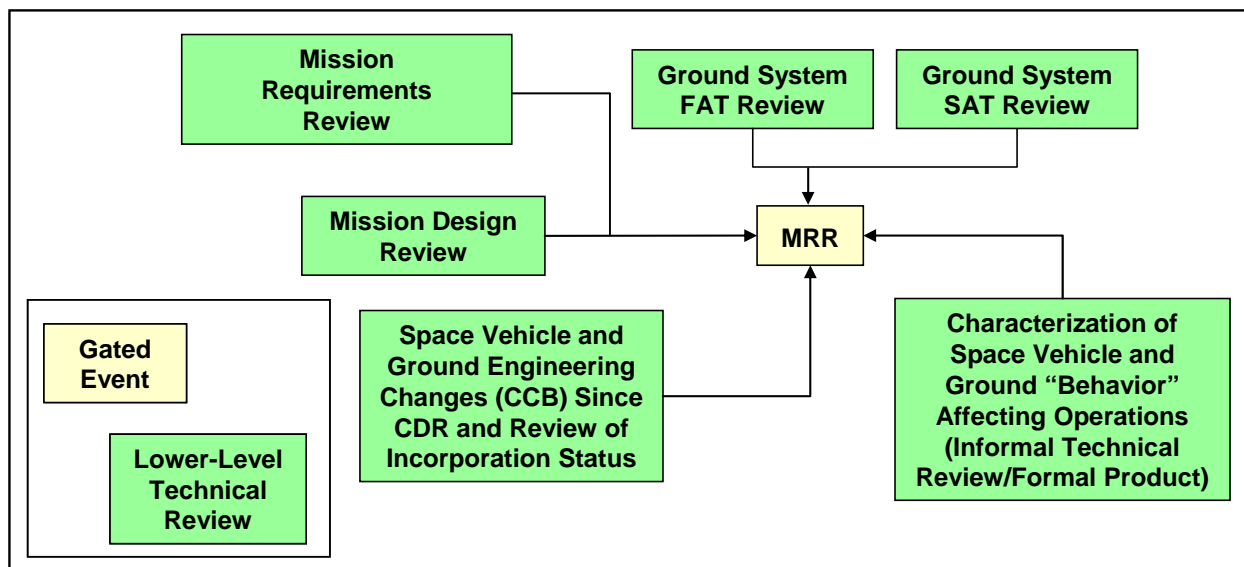 Mission
Requirements
Review
Ground System
FAT Review
Ground System
SAT Review
Mission Design
Review
MRR
Space Vehicle and
Ground Engineering
Changes (CCB) Since
CDR and Review of
Incorporation Status
Characterization of
Space Vehicle and
Ground “Behavior”
Affecting Operations
(Informal Technical
Review/Formal Product)
Gated
Event
Lower-Level
Technical
Review